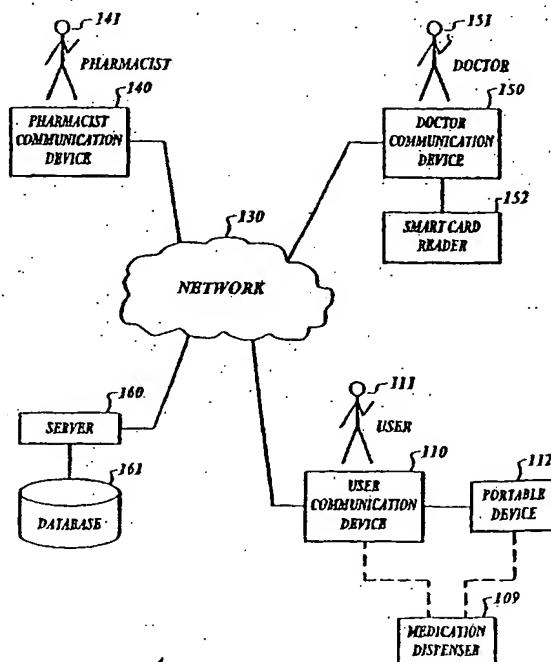 141
PHARMACIST
140
PHARMACIST
COMMUNICATION
DEVICE
151
DOCTOR
150
DOCTOR
COMMUNICATION
DEVICE
152
SMART CARD
READER
130
NETWORK
160
SERVER
161
DATABASE
111
USER
110
USER
COMMUNICATION
DEVICE
112
PORTABLE
DEVICE
109
MEDICATION
DISPENSER